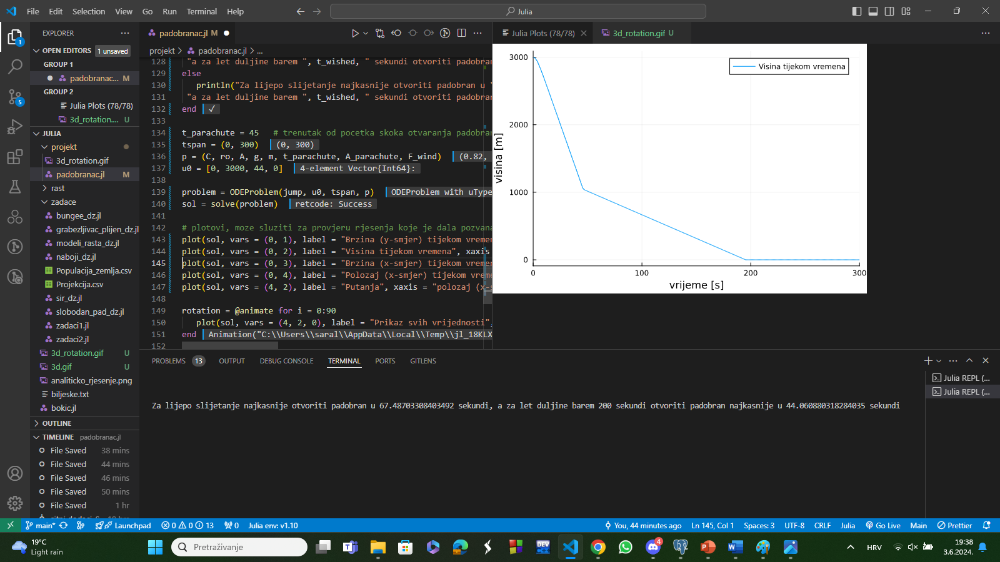 File Edit Selection View Go Run Terminal Help
Julia
EXPLORER
OPEN EDITORS 1 unsaved
GROUP 1
padobranac... M
GROUP 2
Julia Plots (78/78)
3d_rotation.... U
JULIA
projekt
3d_rotation.gif
padobranac.jl M
rast
zadace
bungee_dz.jl
grabezljivac_plijen_dz.jl
modeli_rasta_dz.jl
naboji_dz.jl
Populacija_zemlja.csv
Projekcija.csv
sir_dz.jl
slobodan_pad_dz.jl
zadaci1.jl
zadaci2.jl
3d_rotation.gif U
3d.gif U
analiticko_rjesenje.png
biljeske.txt
bokic.jl
OUTLINE
TIMELINE padobranac.jl
File Saved 38 mins
File Saved 44 mins
File Saved 46 mins
File Saved 50 mins
File Saved 1 hr
padobranac.jl M
projekt > padobranac.jl > ...
128 "a za let duljine barem ", t_wished, " sekundi otvoriti padobran
129 else
130 println("Za lijepo slijetanje najkasnije otvoriti padobran u "
131 "a za let duljine barem ", t_wished, " sekundi otvoriti padobran
132 end ✓
133
134 t_parachute = 45 # trenutak od pocetka skoka otvaranja padobran
135 tspan = (0, 300) (0, 300)
136 p = (C, ro, A, g, m, t_parachute, A_parachute, F_wind) (0.82,
137 u0 = [0, 3000, 44, 0] 4-element Vector{Int64}:
138
139 problem = ODEProblem(jump, u0, tspan, p) ODEProblem with uType
140 sol = solve(problem) retcode: Success
141
142 # plotovi, moze sluziti za provjeru rjesenja koje je dala pozvana
143 plot(sol, vars = (0, 1), label = "Brzina (y-smjer) tijekom vremen
144 plot(sol, vars = (0, 2), label = "Visina tijekom vremena", xaxis
145 plot(sol, vars = (0, 3), label = "Brzina (x-smjer) tijekom vremen
146 plot(sol, vars = (0, 4), label = "Polozaj (x-smjer) tijekom vreme
147 plot(sol, vars = (4, 2), label = "Putanja", xaxis = "polozaj (x-s
148
149 rotation = @animate for i = 0:90
150 plot(sol, vars = (4, 2, 0), label = "Prikaz svih vrijednosti",
151 end Animation("C:\\Users\\saral\\AppData\\Local\\Temp\\jl_18KLX
152
Julia Plots (78/78)
3d_rotation.gif U
Visina tijekom vremena
3000
2000
1000
0
visina [m]
0 100 200 300
vrijeme [s]
PROBLEMS 13 OUTPUT DEBUG CONSOLE TERMINAL PORTS GITLENS
Za lijepo slijetanje najkasnije otvoriti padobran u 67.48703308403492 sekundi, a za let duljine barem 200 sekundi otvoriti padobran najkasnije u 44.060880318284035 sekundi
Julia REPL (...
Julia REPL (...
main* Launchpad 0 0 13 0 Julia env: v1.10
You, 44 minutes ago Ln 145, Col 1 Spaces: 3 UTF-8 CRLF Julia Go Live Main Prettier
19°C
Light rain
Pretraživanje
HRV
19:38
3.6.2024.